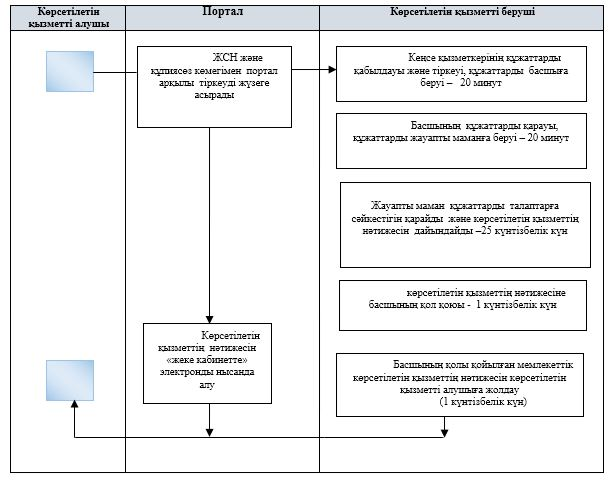 Көрсетілетін
қызметті алушы
Портал
Көрсетілетін қызметті беруші
ЖСН және
құпиясөз көмегімен портал
арқылы тіркеуді жүзеге
асырады
Кеңсе қызметкерінің құжаттарды
қабылдауы және тіркеуі, құжаттарды басшыға
беруі – 20 минут
Басшының құжаттарды қарауы,
құжаттарды жауапты маманға беруі – 20 минут
Жауапты маман құжаттарды талаптарға
сәйкестігін қарайды және көрсетілетін қызметтің
нәтижесін дайындайды –25 күнтізбелік күн
көрсетілетін қызметтің нәтижесіне
басшының қол қоюы - 1 күнтізбелік күн
Көрсетілетін
қызметтің нәтижесін
«жеке кабинетте»
электронды нысанда
алу
Басшының қолы қойылған мемлекеттік
көрсетілетін қызметтің нәтижесін көрсетілетін
қызметті алушыға жолдау
(1 күнтізбелік күн)